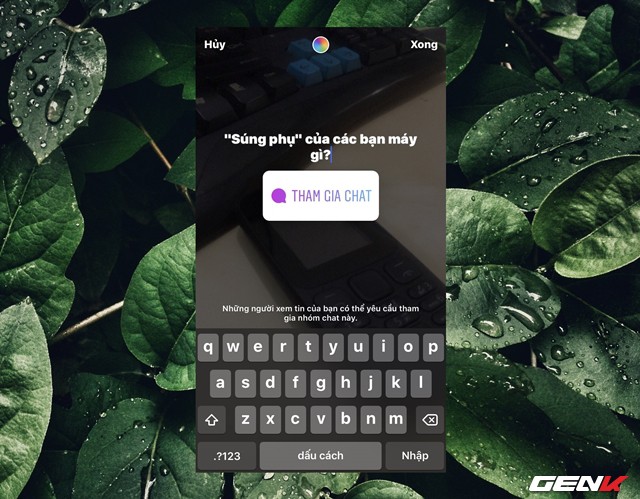 Hủy
Xong
"Súng phụ" của các bạn máy
gì?
THAM GIA CHAT
Những người xem tin của bạn có thể yêu cầu tham
gia nhóm chat này.
q w e r t y u i o p
a s d f g h j k l
z x c v b n m
.?123 dấu cách Nhập
GENK